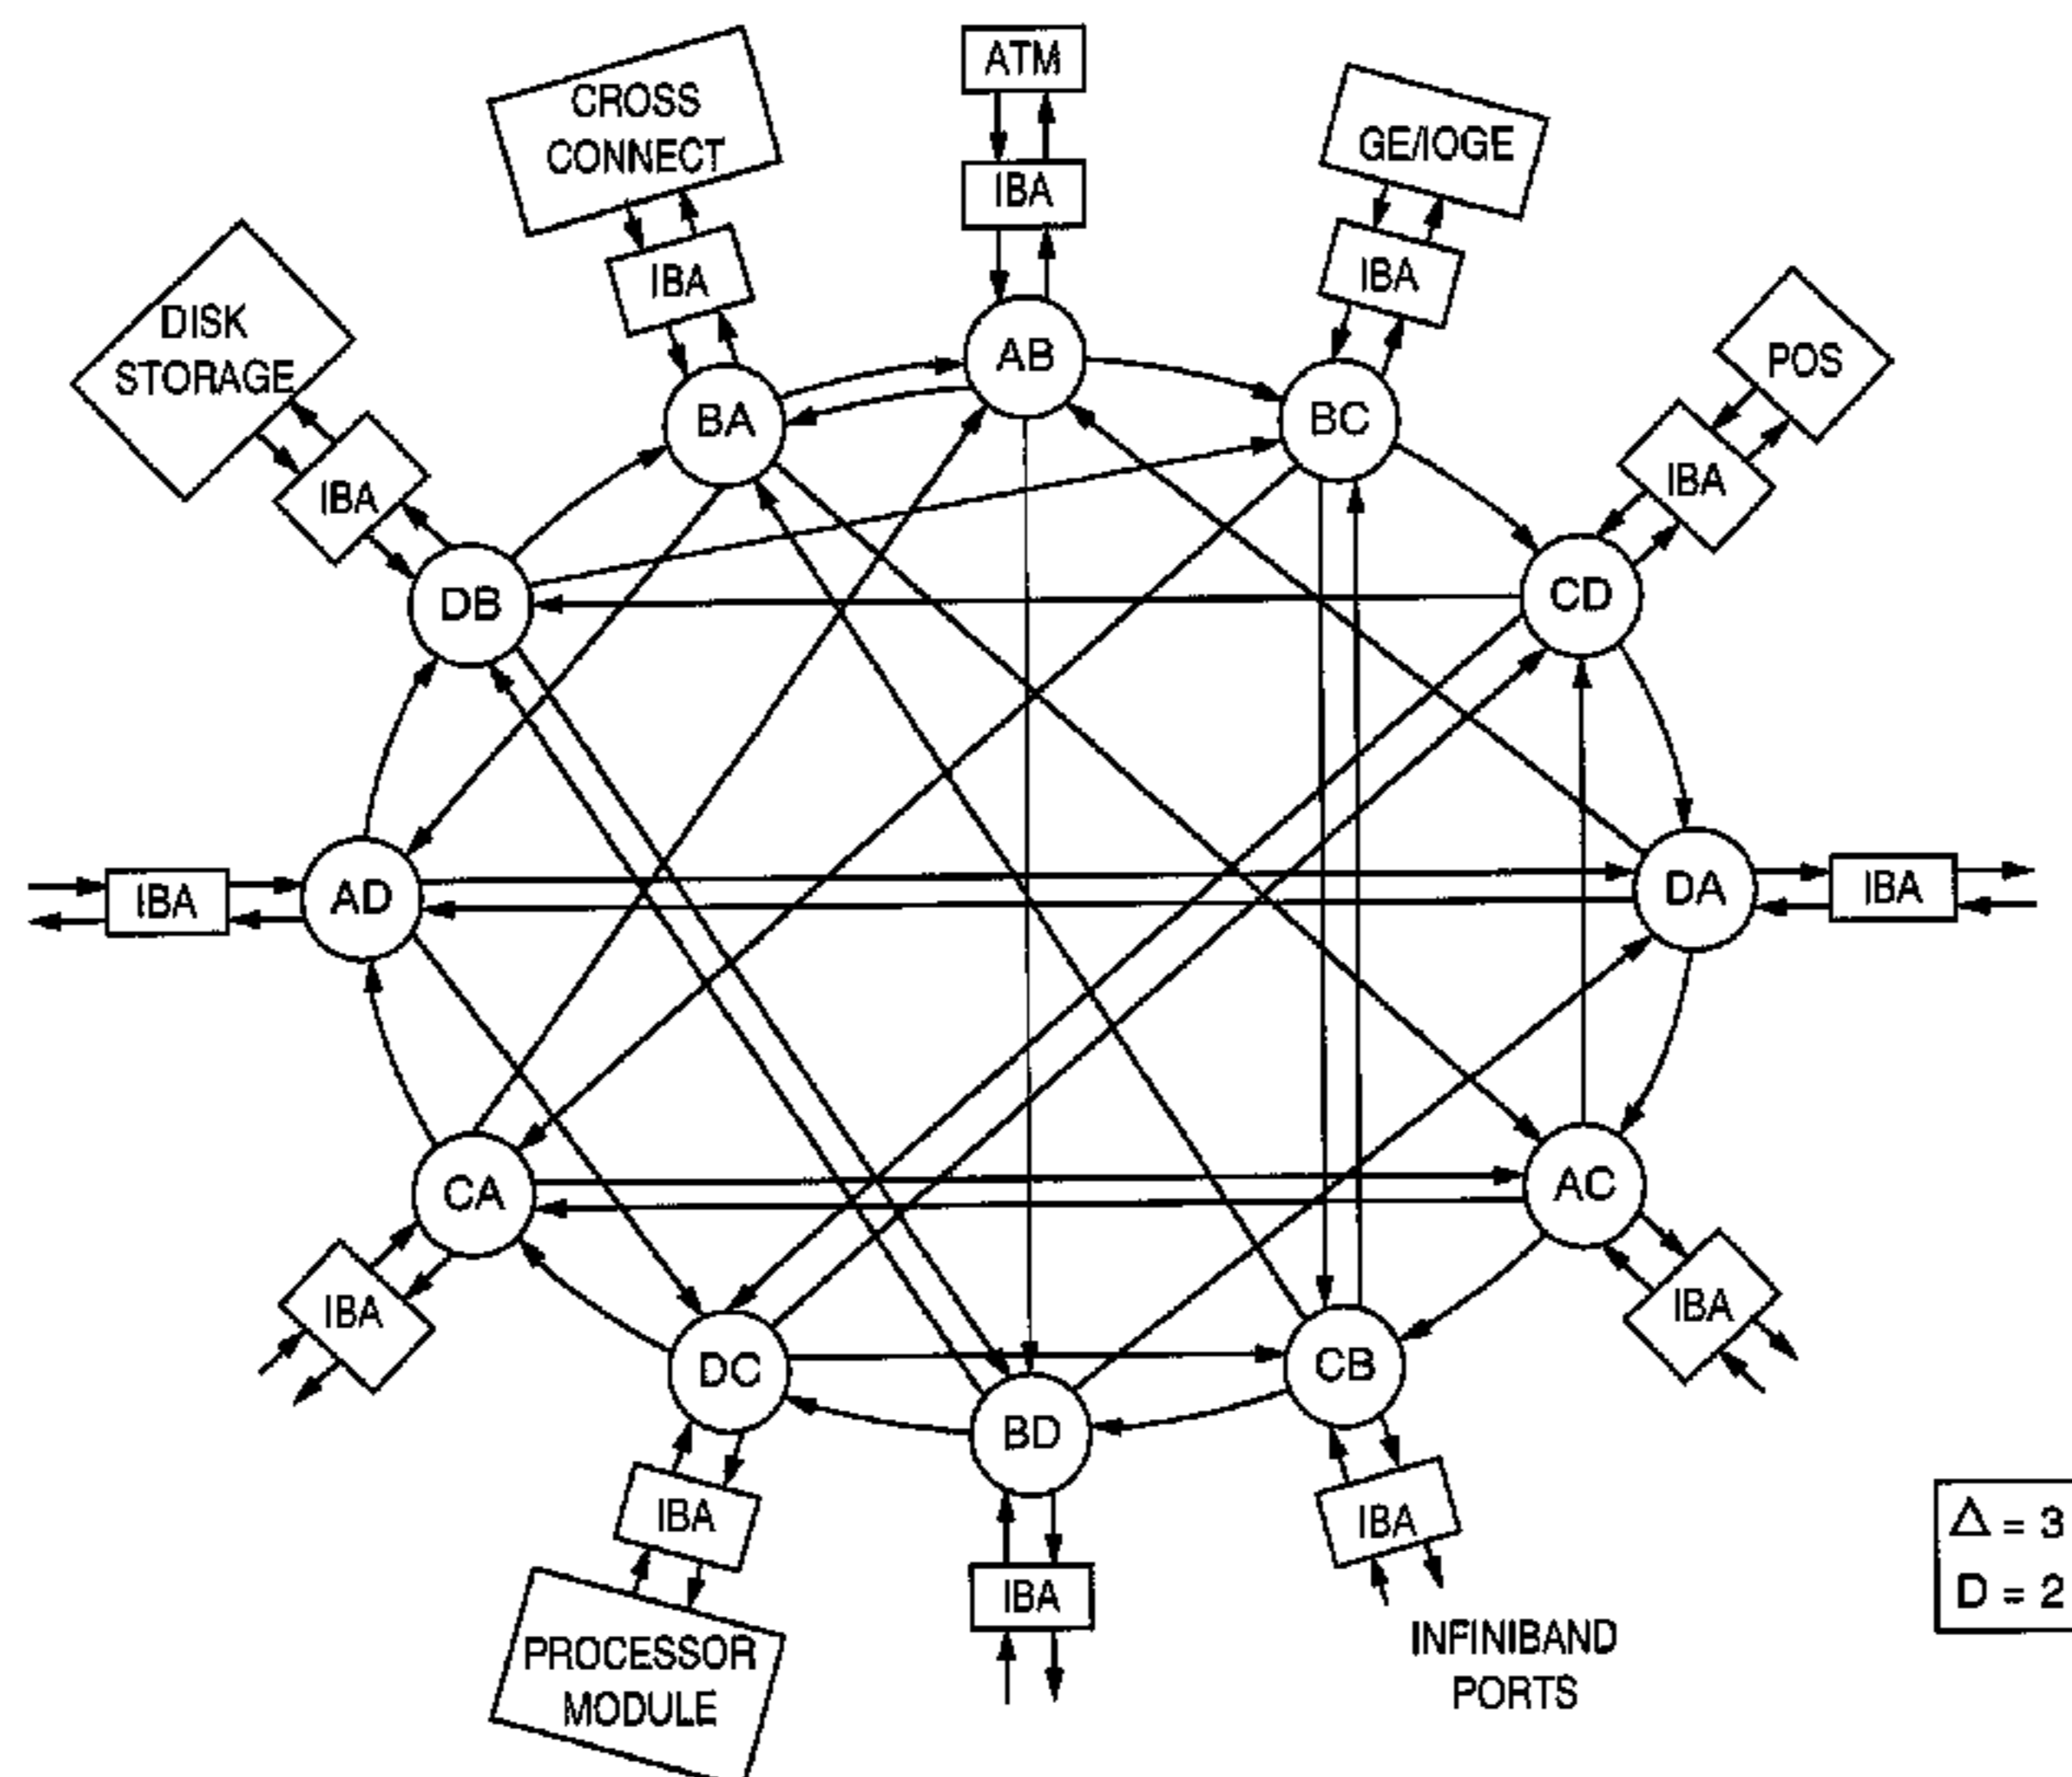 ATM
CROSS
CONNECT
GE/IOGE
IBA
IBA
IBA
DISK
STORAGE
POS
AB
BA
BC
IBA
IBA
DB
CD
IBA
AD
DA
IBA
CA
AC
IBA
IBA
DC
CB
BD
IBA
IBA
IBA
Δ = 3
D = 2
PROCESSOR
MODULE
INFINIBAND
PORTS